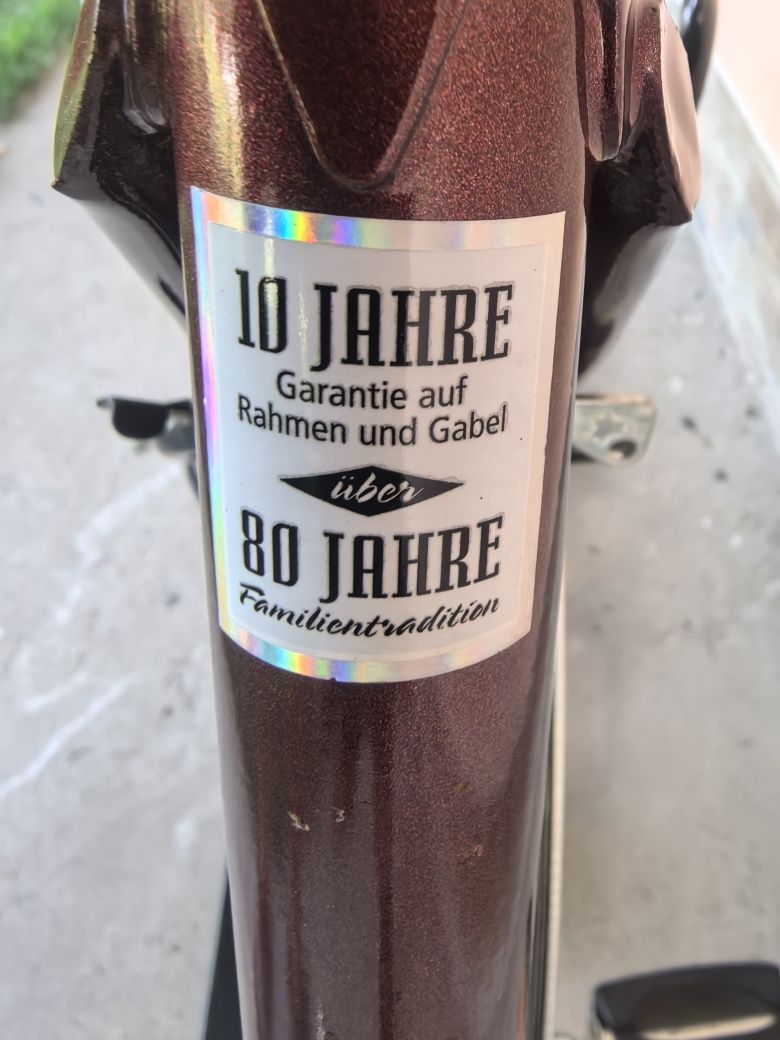 10 JAHRE
Garantie auf
Rahmen und Gabel
über
80 JAHRE
Familientradition